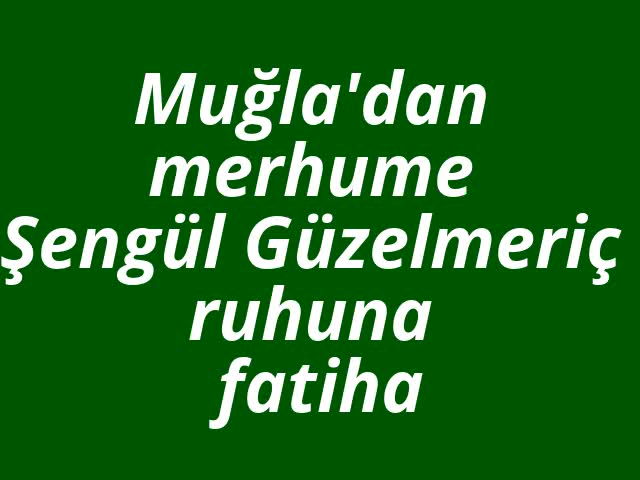 Muğla'dan
merhume
Şengül Güzelmeriç
ruhuna
fatiha